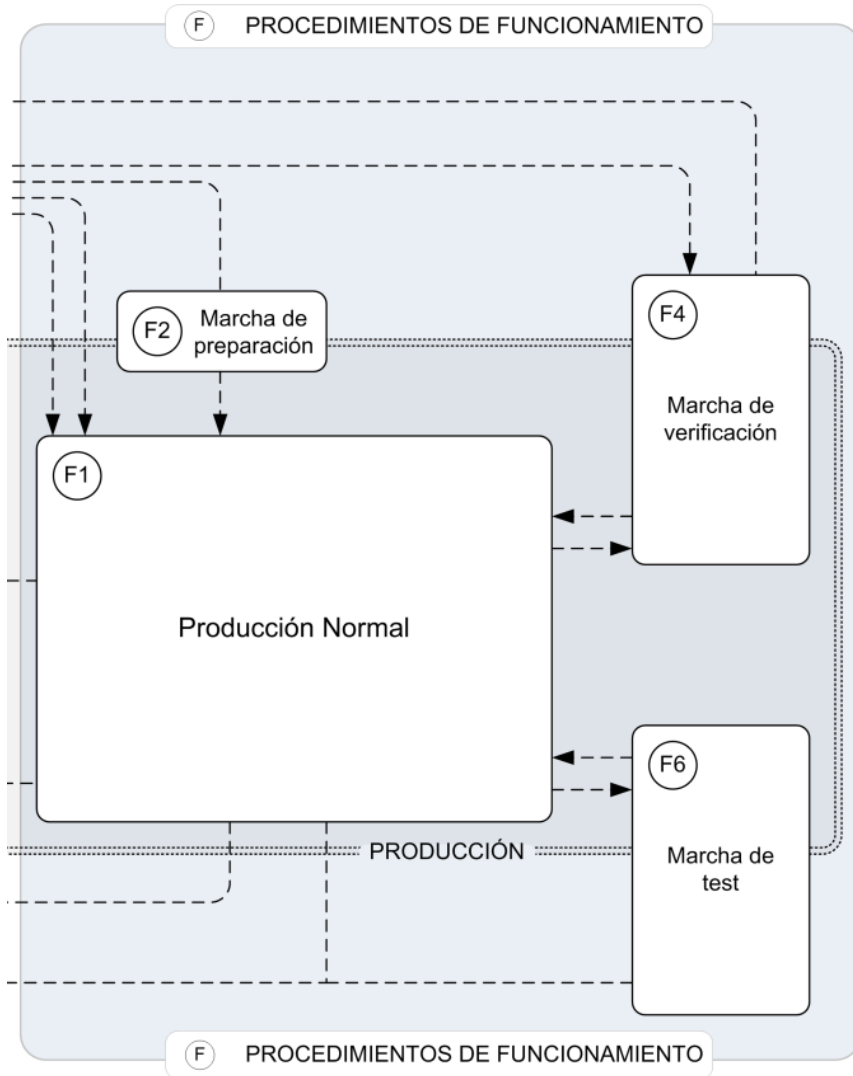 F PROCEDIMIENTOS DE FUNCIONAMIENTO
F2 Marcha de
preparación
F4
Marcha de
verificación
F1
Producción Normal
F6
Marcha de
test
PRODUCCIÓN
F PROCEDIMIENTOS DE FUNCIONAMIENTO